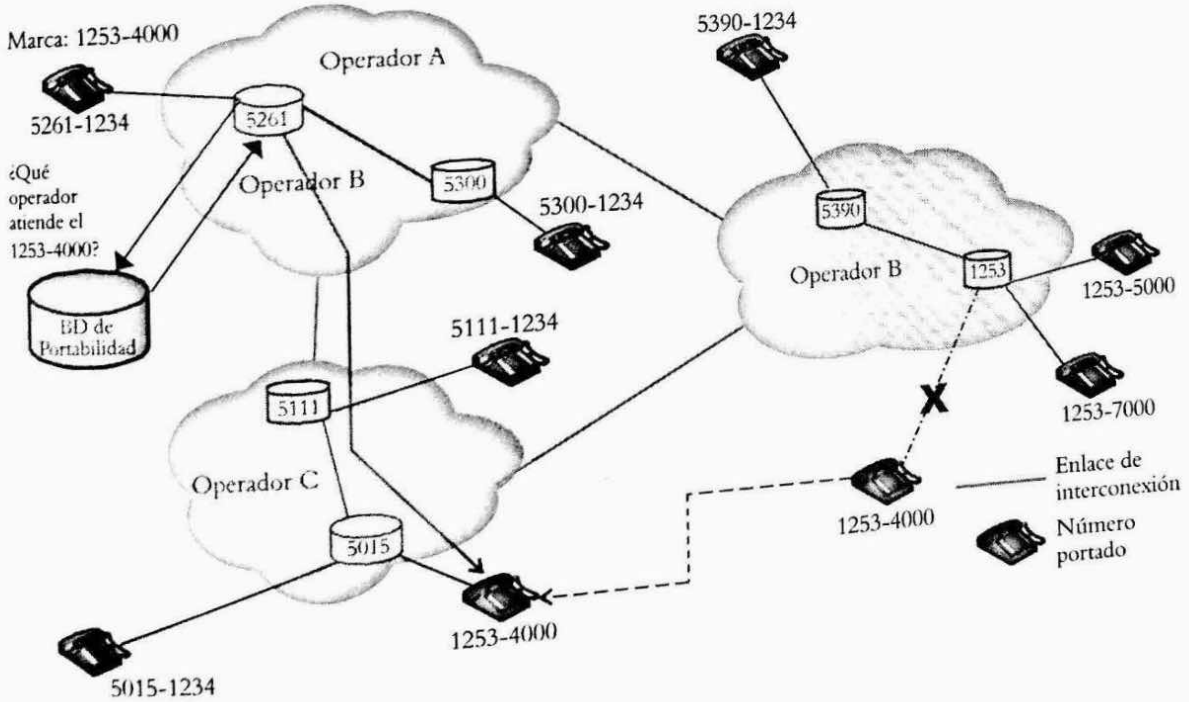 Marca: 1253-4000
5261-1234
Operador A
5261
Operador B
5300
5300-1234
¿Qué
operador
atiende el
1253-4000?
BD de
Portabilidad
5390-1234
5390
Operador B
1253
1253-5000
1253-7000
5111-1234
5111
Operador C
5015
1253-4000
5015-1234
1253-4000
X
Enlace de
interconexión
Número
portado